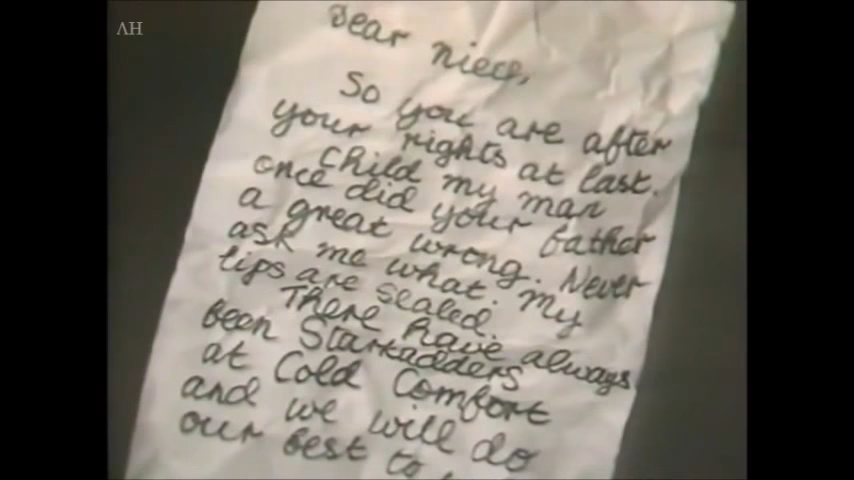 ΛH
Dear niece,
So you are after
your rights at last.
Child my man
once did your father
a great wrong. Never
ask me what. my
lips are sealed.
There have always
been Starkadders
at Cold Comfort
and we will do
our best to